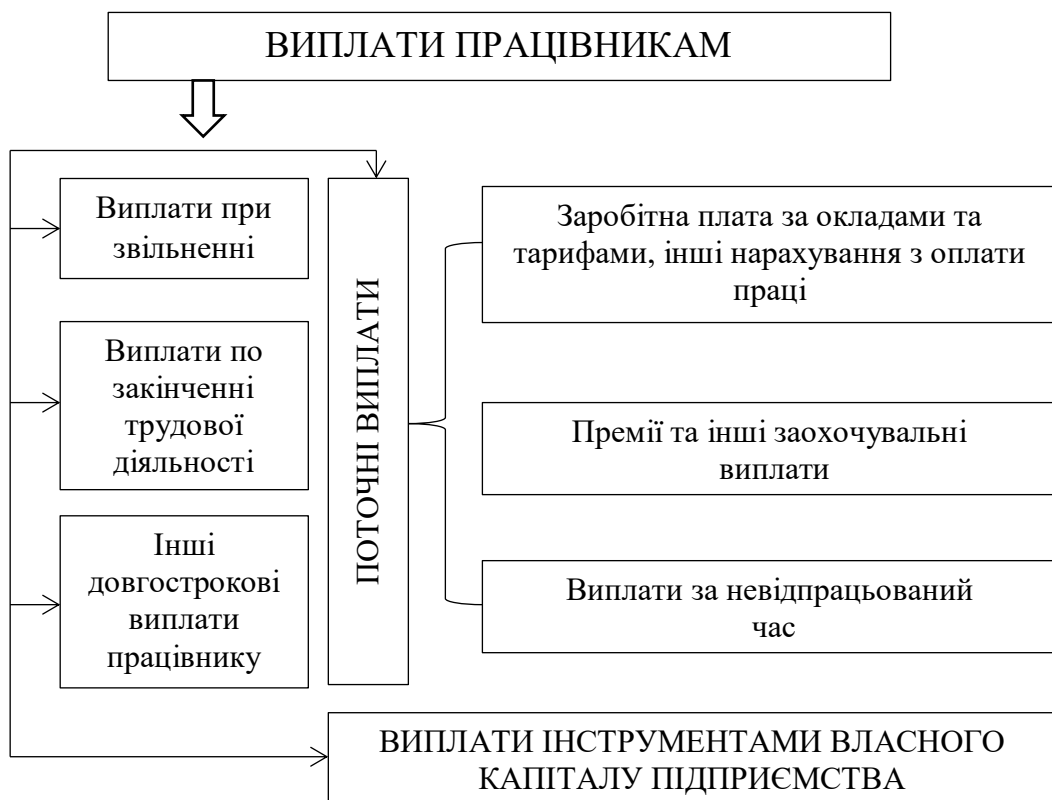 ВИПЛАТИ ПРАЦІВНИКАМ
Виплати при
звільненні
Виплати по
закінченні
трудової
діяльності
Інші
довгострокові
виплати
працівнику
ПОТОЧНІ ВИПЛАТИ
Заробітна плата за окладами та
тарифами, інші нарахування з оплати
праці
Премії та інші заохочувальні
виплати
Виплати за невідпрацьований
час
ВИПЛАТИ ІНСТРУМЕНТАМИ ВЛАСНОГО
КАПІТАЛУ ПІДПРИЄМСТВА